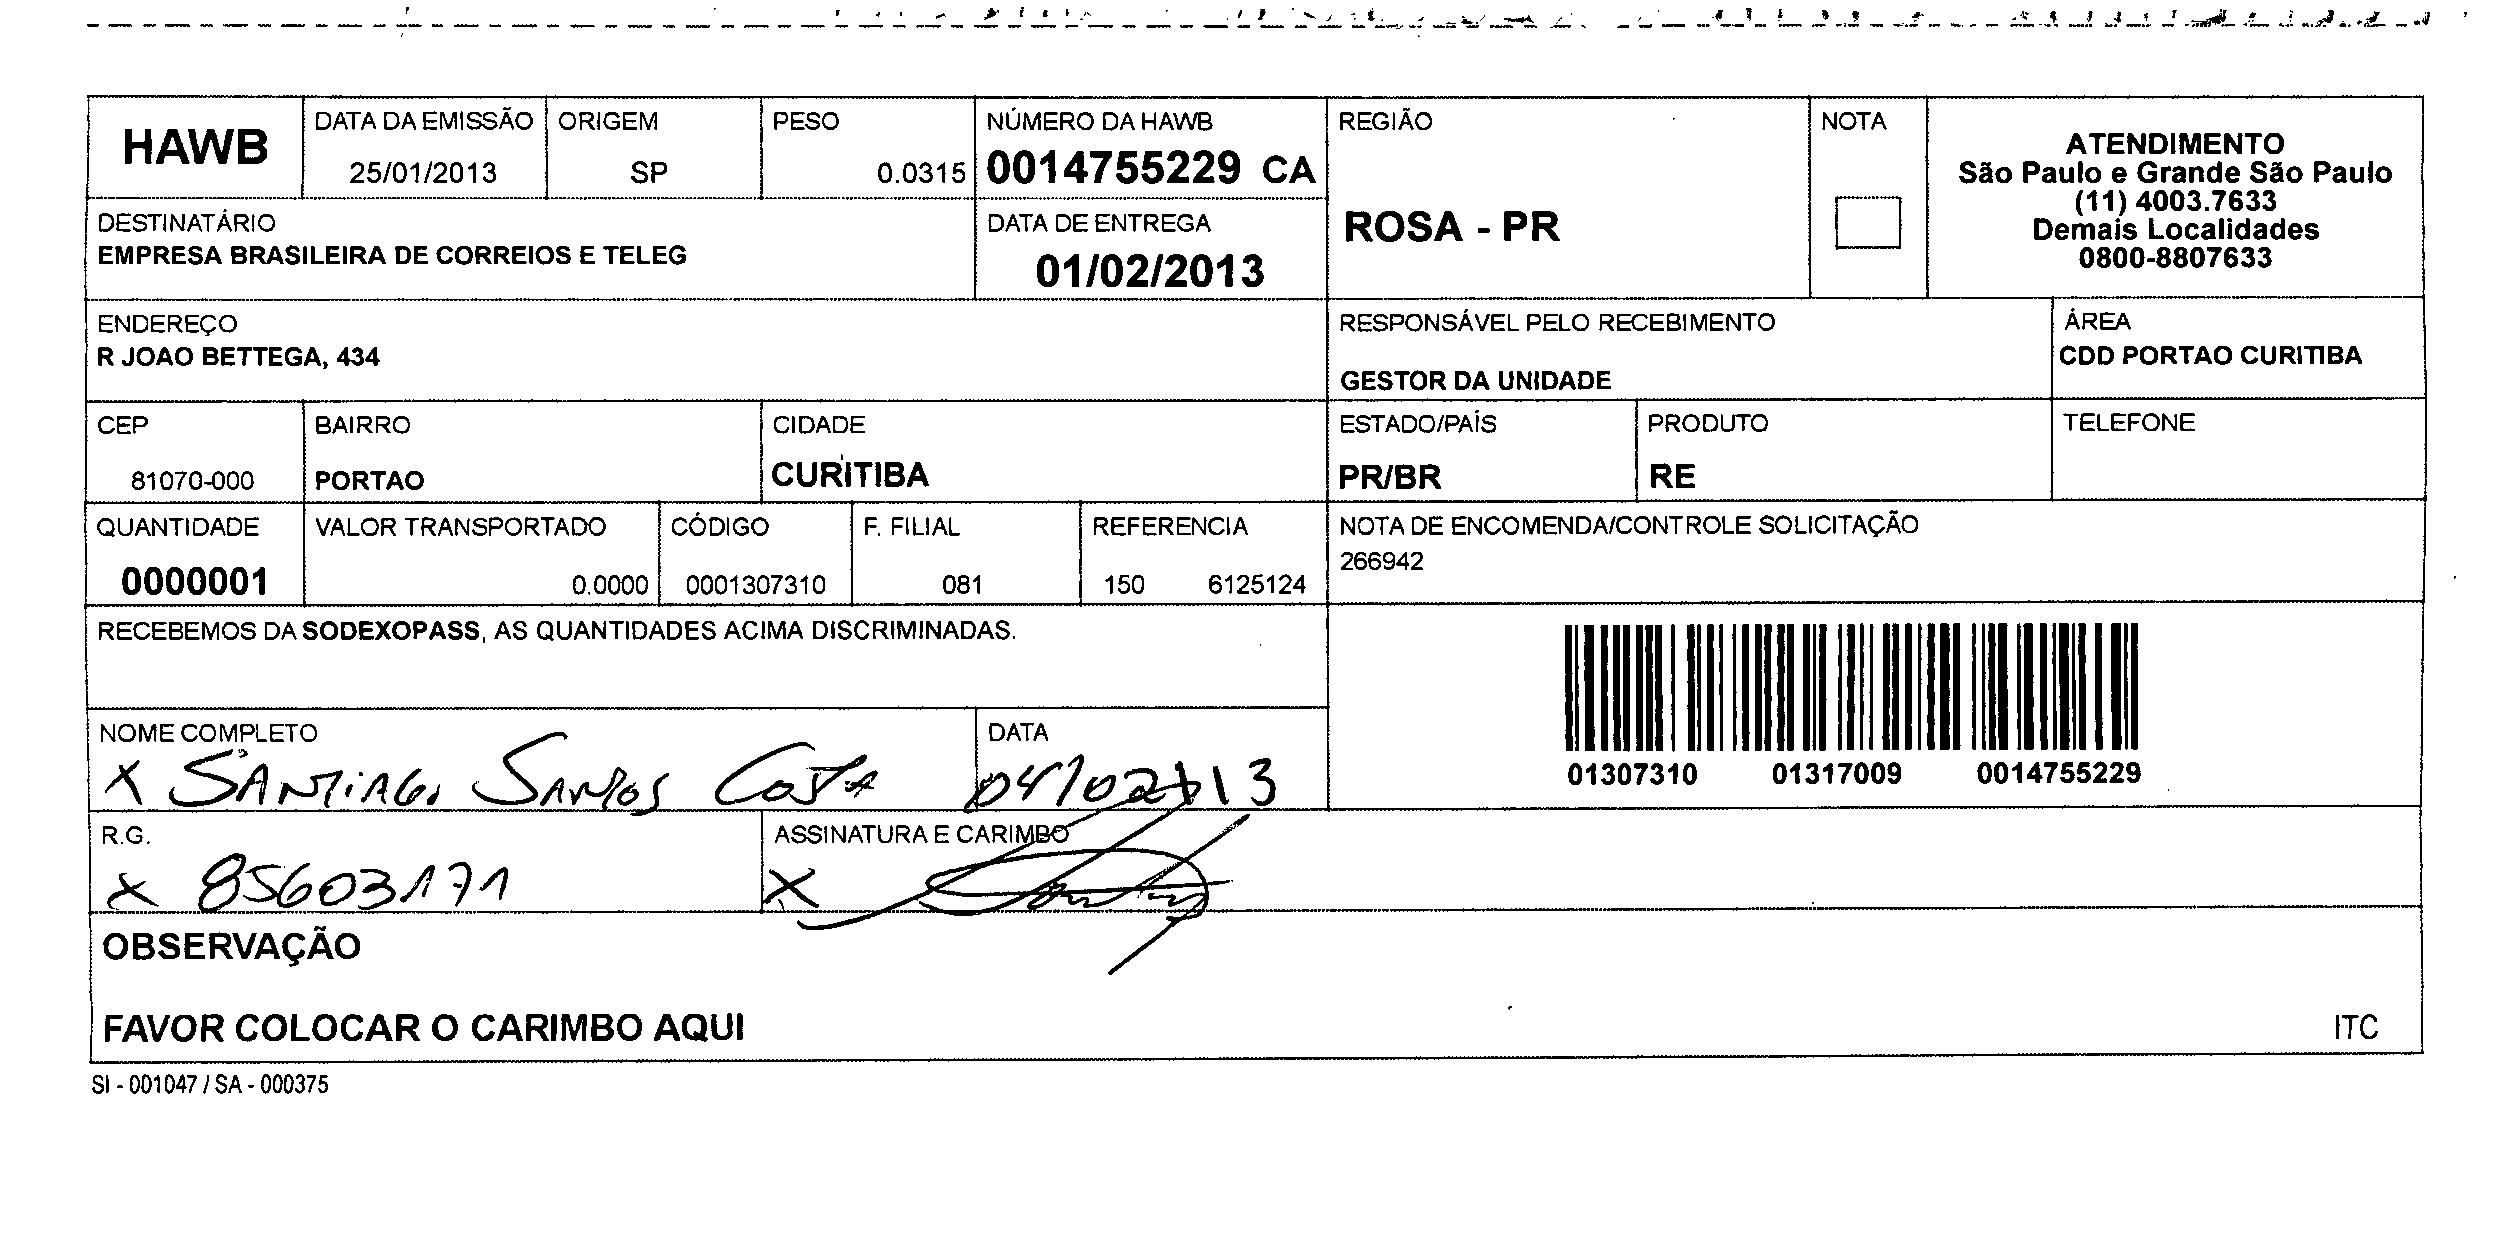 HAWB
DATA DA EMISSÃO
25/01/2013
ORIGEM
SP
PESO
0.0315
NÚMERO DA HAWB
0014755229 CA
REGIÃO
ROSA - PR
NOTA
ATENDIMENTO
São Paulo e Grande São Paulo
(11) 4003.7633
Demais Localidades
0800-8807633
DESTINATÁRIO
EMPRESA BRASILEIRA DE CORREIOS E TELEG
DATA DE ENTREGA
01/02/2013
ENDEREÇO
R JOAO BETTEGA, 434
RESPONSÁVEL PELO RECEBIMENTO
GESTOR DA UNIDADE
ÁREA
CDD PORTAO CURITIBA
CEP
81070-000
BAIRRO
PORTAO
CIDADE
CURITIBA
ESTADO/PAÍS
PR/BR
PRODUTO
RE
TELEFONE
QUANTIDADE
0000001
VALOR TRANSPORTADO
0.0000
CÓDIGO
0001307310
F. FILIAL
081
REFERENCIA
150 6125124
NOTA DE ENCOMENDA/CONTROLE SOLICITAÇÃO
266942
RECEBEMOS DA SODEXOPASS, AS QUANTIDADES ACIMA DISCRIMINADAS.
01307310 01317009 0014755229
NOME COMPLETO
X SANTIAGO SANTOS COSTA
DATA
04/02/13
R.G.
X 85603171
ASSINATURA E CARIMBO
X
OBSERVAÇÃO
FAVOR COLOCAR O CARIMBO AQUI
ITC
SI - 001047 / SA - 000375